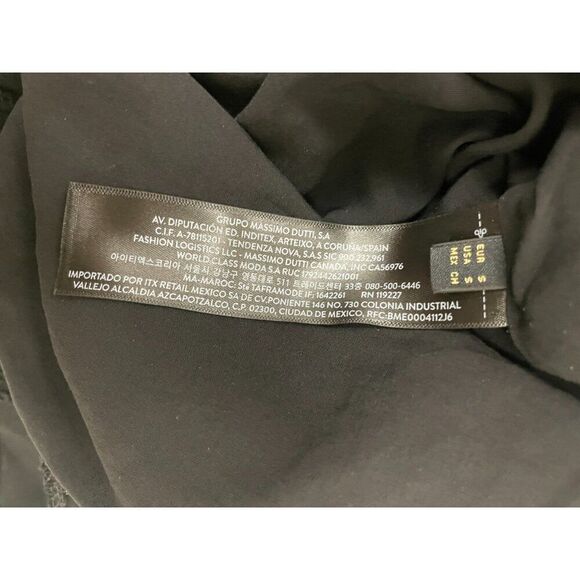 GRUPO MASSIMO DUTTI, S.A
AV. DIPUTACIÓN ED. INDITEX, ARTEIXO, A CORUÑA/SPAIN
C.I.F. A-78115201 - TENDENZA NOVA, S.A.S SIC 900.232.961
FASHION LOGISTICS LLC - MASSIMO DUTTI CANADA, INC CA56976
WORLD CLASS MODA S.A RUC 1792442621001
아이티엑스코리아 서울시 강남구 영동대로 511 트레이드타워 33층 080-500-6446
MA-MAROC: Sté TAFRAMODE IF: 1642261 RN 119227
IMPORTADO POR ITX RETAIL MEXICO SA DE CV. PONIENTE 146 NO. 730 COLONIA INDUSTRIAL
VALLEJO ALCALDIA AZCAPOTZALCO, C.P. 02300, CIUDAD DE MEXICO, RFC:BME0004112J6
EUR S
USA S
MEX CH